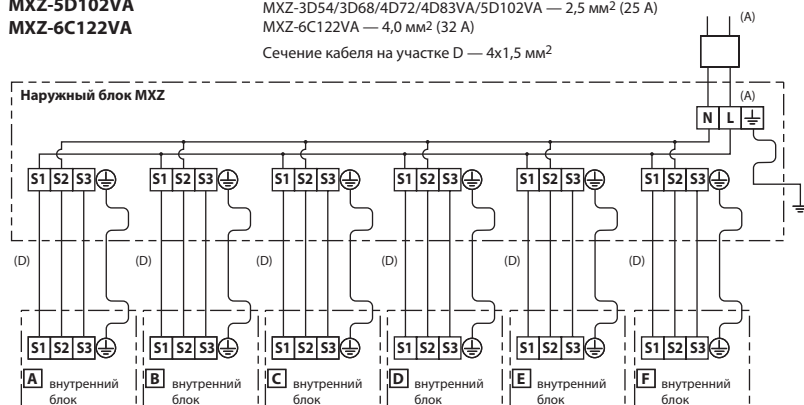 MXZ-5D102VA
MXZ-6C122VA
MXZ-3D54/3D68/4D72/4D83VA/5D102VA — 2,5 мм2 (25 А)
MXZ-6C122VA — 4,0 мм2 (32 А)
Сечение кабеля на участке D — 4х1,5 мм2
(A)
Наружный блок MXZ
(A)
N L
S1 S2 S3 S1 S2 S3 S1 S2 S3 S1 S2 S3 S1 S2 S3 S1 S2 S3
(D) (D) (D) (D) (D) (D)
S1 S2 S3 S1 S2 S3 S1 S2 S3 S1 S2 S3 S1 S2 S3 S1 S2 S3
A внутренний B внутренний C внутренний D внутренний E внутренний F внутренний
блок блок блок блок блок блок